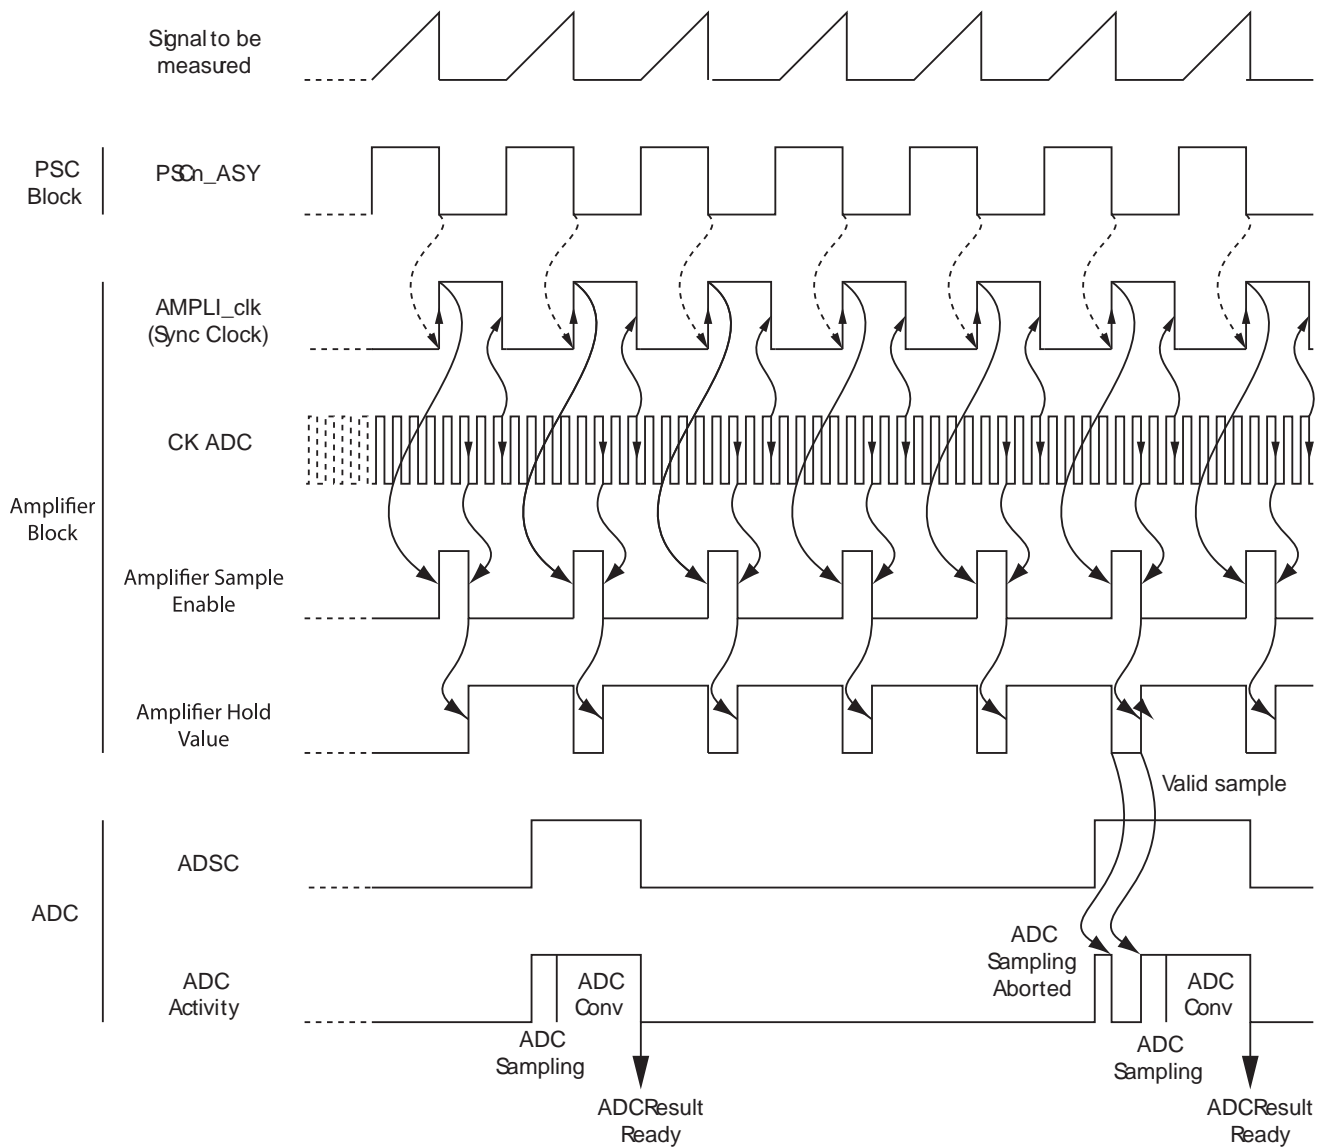 Signal to be
measured
PSC
Block
PSCn_ASY
AMPLI_clk
(Sync Clock)
CK ADC
Amplifier
Block
Amplifier Sample
Enable
Amplifier Hold
Value
Valid sample
ADSC
ADC
ADC
Activity
ADC
Sampling
ADC
Conv
ADC
Sampling
Aborted
ADC
Sampling
ADC
Conv
ADCResult
Ready
ADCResult
Ready